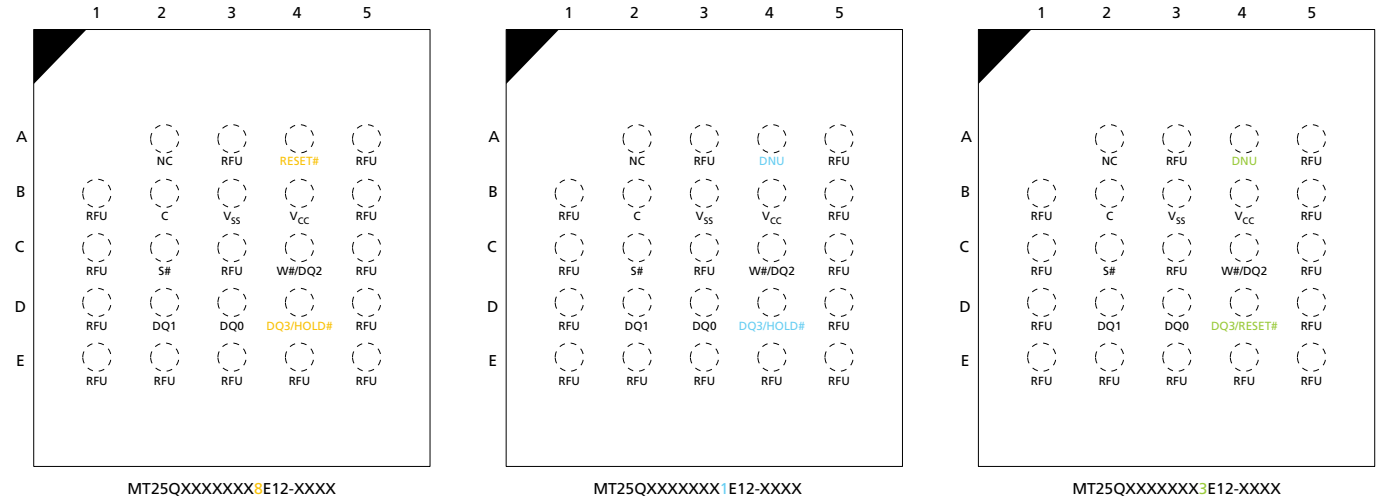 1 2 3 4 5 1 2 3 4 5 1 2 3 4 5
A A A
NC RFU RESET# RFU NC RFU DNU RFU NC RFU DNU RFU
B B B
RFU C VSS VCC RFU RFU C VSS VCC RFU RFU C VSS VCC RFU
C C C
RFU S# RFU W#/DQ2 RFU RFU S# RFU W#/DQ2 RFU RFU S# RFU W#/DQ2 RFU
D D D
RFU DQ1 DQ0 DQ3/HOLD# RFU RFU DQ1 DQ0 DQ3/HOLD# RFU RFU DQ1 DQ0 DQ3/RESET# RFU
E E E
RFU RFU RFU RFU RFU RFU RFU RFU RFU RFU RFU RFU RFU RFU RFU
MT25QXXXXXXX8E12-XXXX MT25QXXXXXXX1E12-XXXX MT25QXXXXXXX3E12-XXXX